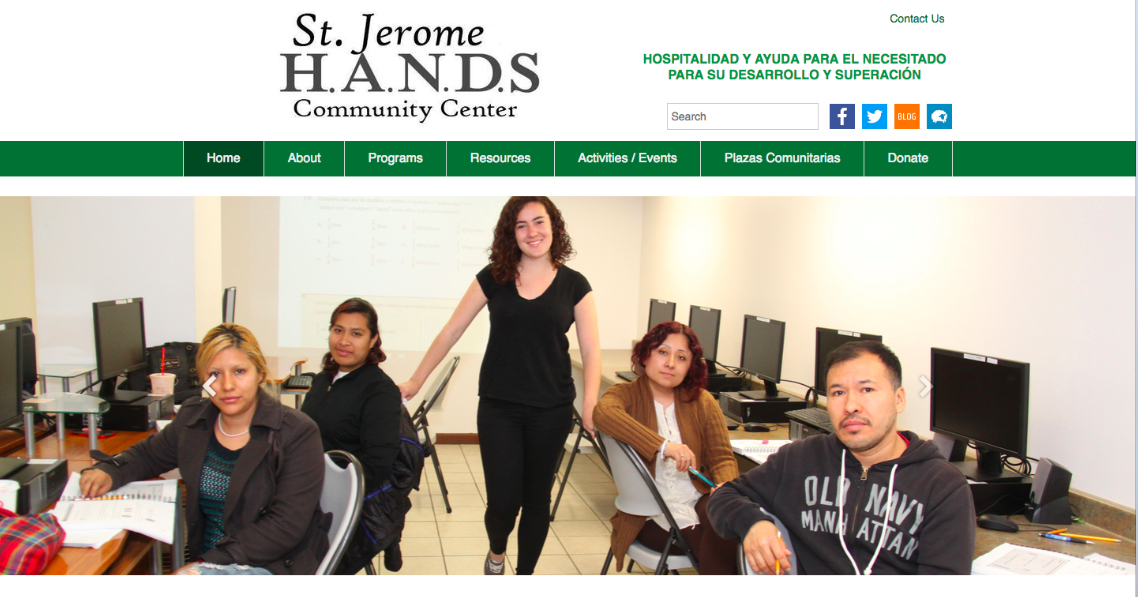 St. Jerome
H.A.N.D.S
Community Center
Contact Us
HOSPITALIDAD Y AYUDA PARA EL NECESITADO
PARA SU DESARROLLO Y SUPERACIÓN
Search
f
BLOG
Home
About
Programs
Resources
Activities / Events
Plazas Comunitarias
Donate
OLD NAVY
MANHATTAN